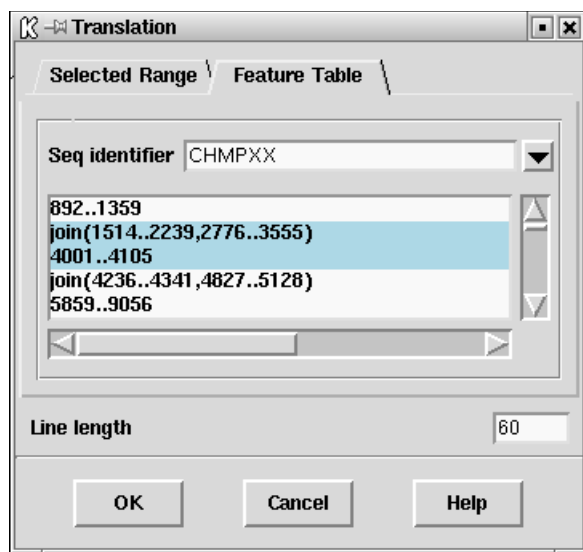 Translation
Selected Range Feature Table
Seq identifier CHMPXX
892..1359
join(1514..2239,2776..3555)
4001..4105
join(4236..4341,4827..5128)
5859..9056
Line length 60
OK Cancel Help